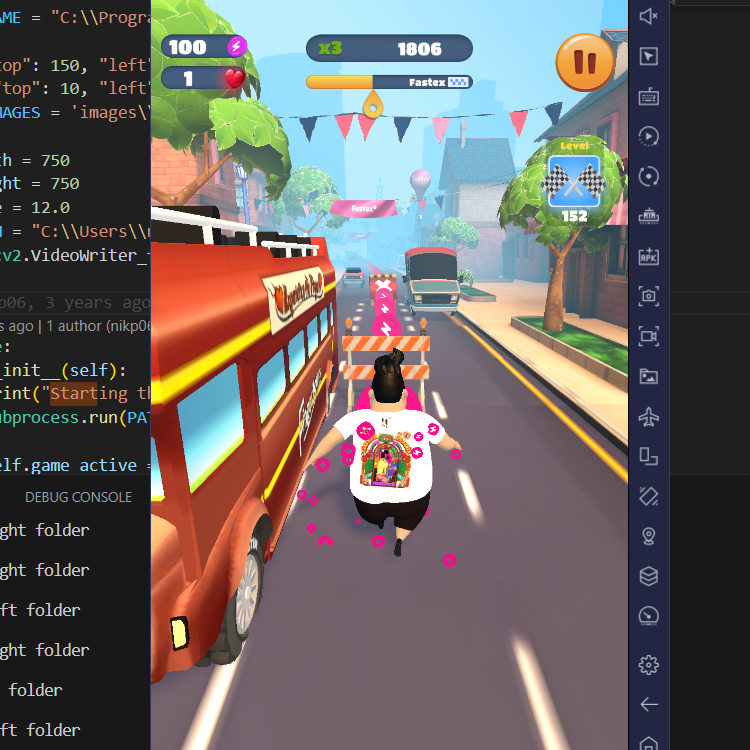 AME = "C:\\Progra
top": 150, "left"
"top": 10, "left"
MAGES = 'images\
th = 750
ght = 750
e = 12.0
= "C:\\Users\\
cv2.VideoWriter_
p06, 3 years ago
s ago | 1 author (nikp06
e:
_init__(self):
rint("Starting th
ubprocess.run(PAT
elf.game_active =
DEBUG CONSOLE
ght folder
ght folder
ft folder
ght folder
folder
ft folder
100
1
x3
1806
Fastex
Level
152
Fastex
RTM
APK